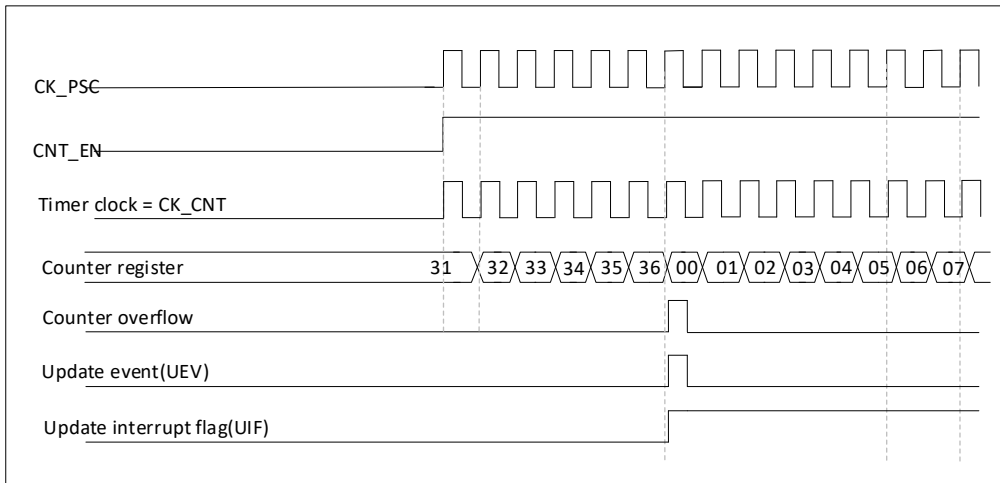 CK_PSC
CNT_EN
Timer clock = CK_CNT
Counter register 31 32 33 34 35 36 00 01 02 03 04 05 06 07
Counter overflow
Update event(UEV)
Update interrupt flag(UIF)